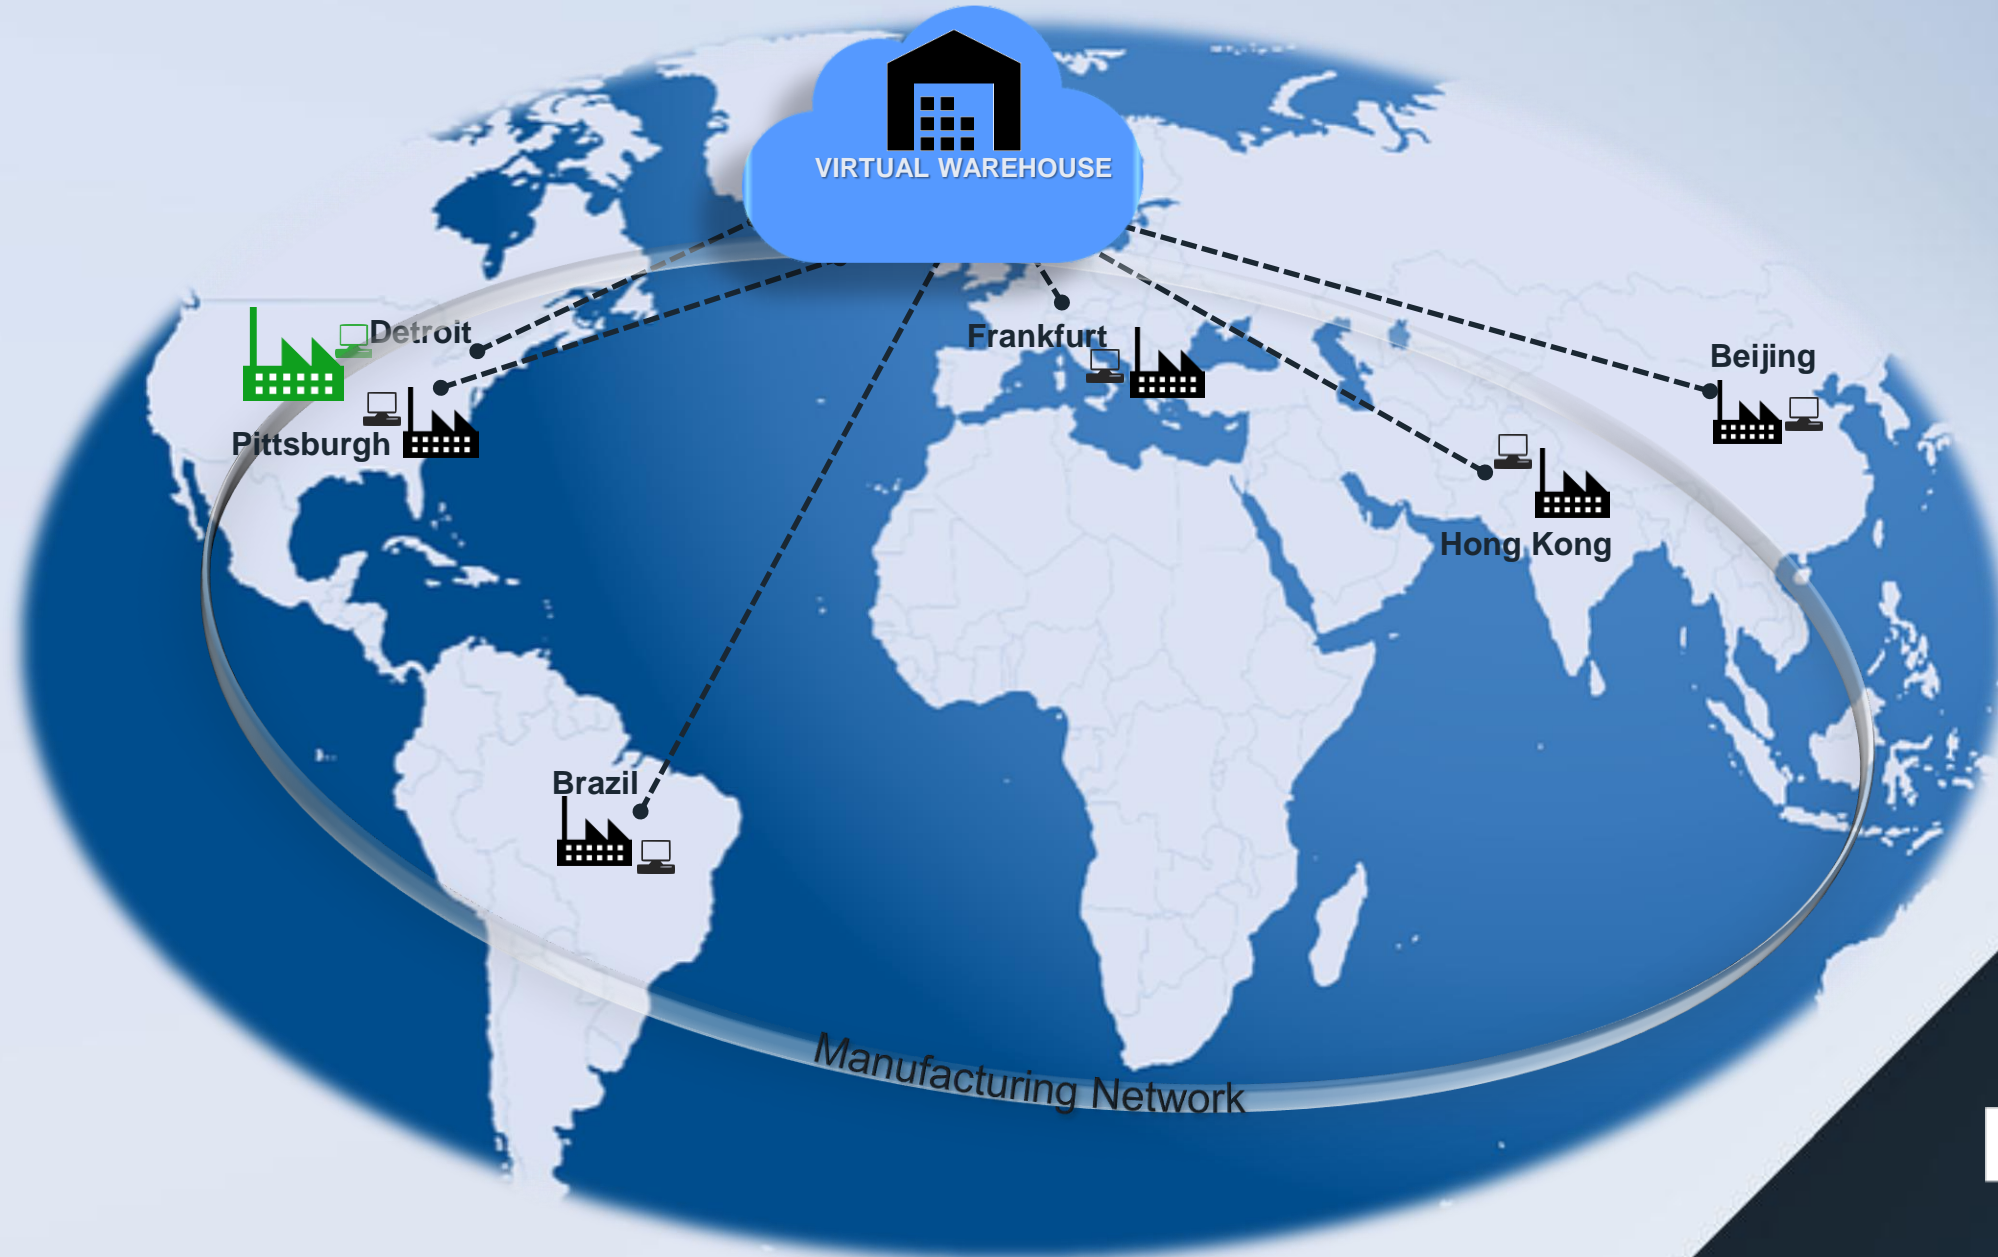 VIRTUAL WAREHOUSE
Detroit
Frankfurt
Beijing
Pittsburgh
Hong Kong
Brazil
Manufacturing Network